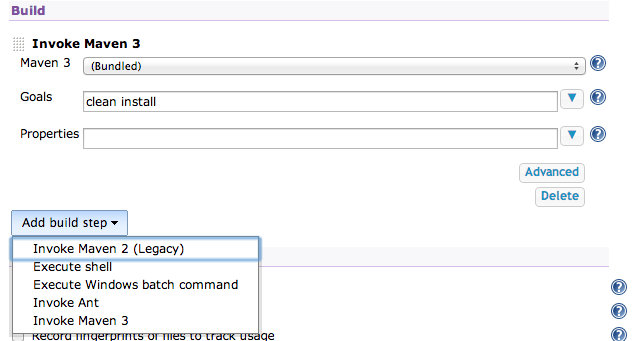 Build
Invoke Maven 3
Maven 3 (Bundled)
Goals clean install
Properties
Advanced
Delete
Add build step
Invoke Maven 2 (Legacy)
Execute shell
Execute Windows batch command
Invoke Ant
Invoke Maven 3
Record fingerprints of files to track usage